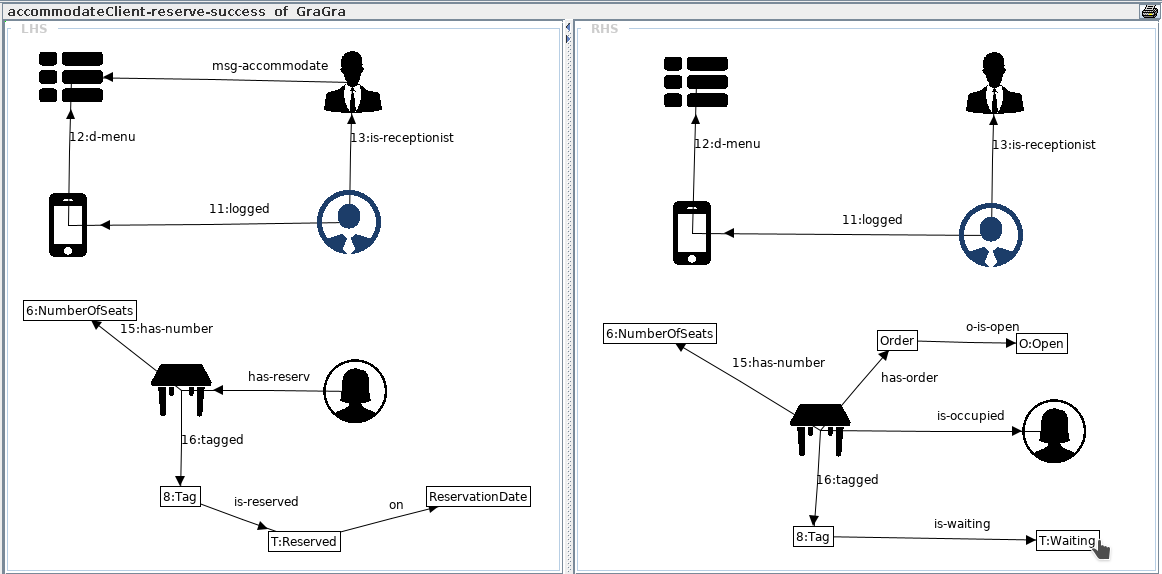 accommodateClient-reserve-success of GraGra
LHS
msg-accommodate
12:d-menu
13:is-receptionist
11:logged
6:NumberOfSeats
15:has-number
has-reserv
16:tagged
8:Tag
is-reserved
on
ReservationDate
T:Reserved
RHS
12:d-menu
13:is-receptionist
11:logged
6:NumberOfSeats
15:has-number
Order
o-is-open
O:Open
has-order
is-occupied
16:tagged
8:Tag
is-waiting
T:Waiting